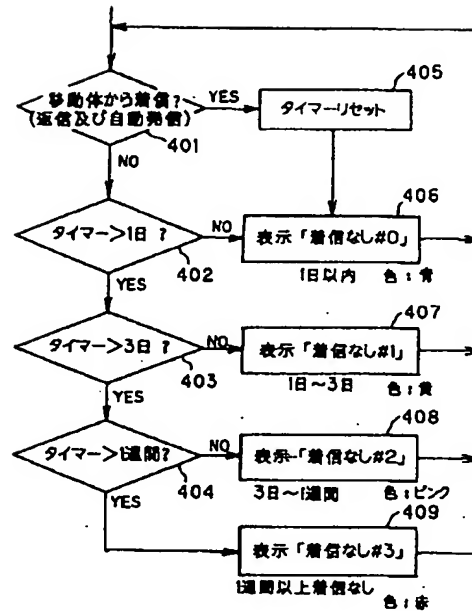 移動体から着信?
(返信及び自動発信)
401
YES
NO
405
タイマーリセット
タイマー>1日?
402
NO
YES
406
表示「着信なし#0」
1日以内 色:青
タイマー>3日?
403
NO
YES
407
表示「着信なし#1」
1日～3日 色:黄
タイマー>1週間?
404
NO
YES
408
表示「着信なし#2」
3日～1週間 色:ピンク
409
表示「着信なし#3」
1週間以上着信なし
色:赤